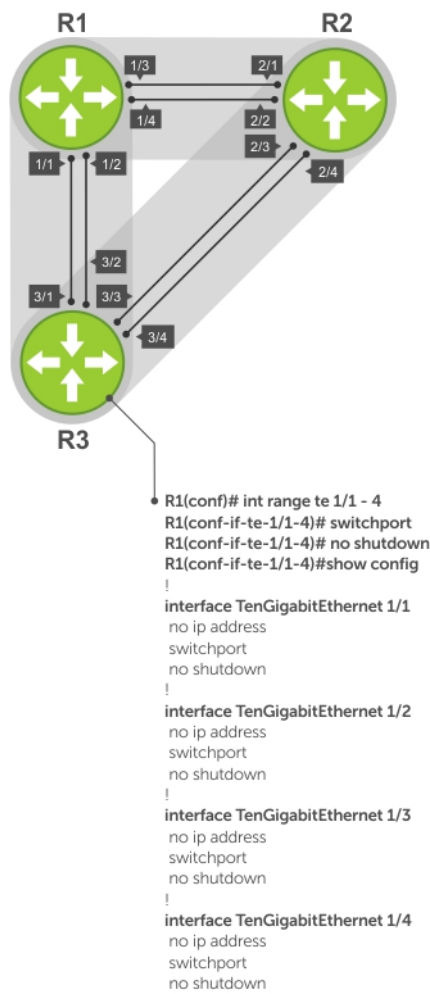 R1
R2
1/3
2/1
1/4
2/2
2/3
2/4
1/1
1/2
3/2
3/1
3/3
3/4
R3
R1(conf)# int range te 1/1 - 4
R1(conf-if-te-1/1-4)# switchport
R1(conf-if-te-1/1-4)# no shutdown
R1(conf-if-te-1/1-4)#show config
!
interface TenGigabitEthernet 1/1
no ip address
switchport
no shutdown
!
interface TenGigabitEthernet 1/2
no ip address
switchport
no shutdown
!
interface TenGigabitEthernet 1/3
no ip address
switchport
no shutdown
!
interface TenGigabitEthernet 1/4
no ip address
switchport
no shutdown